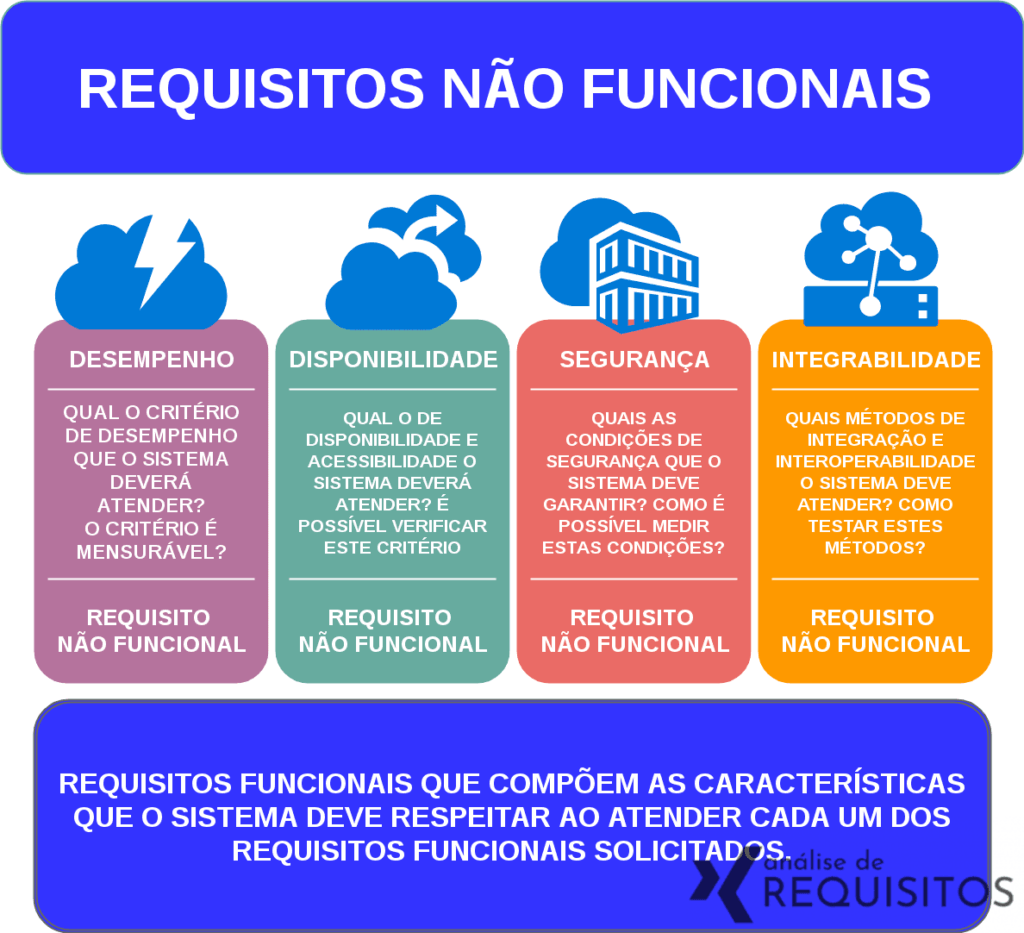 REQUISITOS NÃO FUNCIONAIS
DESEMPENHO
QUAL O CRITÉRIO
DE DESEMPENHO
QUE O SISTEMA
DEVERÁ
ATENDER?
O CRITÉRIO É
MENSURÁVEL?
REQUISITO
NÃO FUNCIONAL
DISPONIBILIDADE
QUAL O DE
DISPONIBILIDADE E
ACESSIBILIDADE O
SISTEMA DEVERÁ
ATENDER? É
POSSÍVEL VERIFICAR
ESTE CRITÉRIO
REQUISITO
NÃO FUNCIONAL
SEGURANÇA
QUAIS AS
CONDIÇÕES DE
SEGURANÇA QUE O
SISTEMA DEVE
GARANTIR? COMO É
POSSÍVEL MEDIR
ESTAS CONDIÇÕES?
REQUISITO
NÃO FUNCIONAL
INTEGRABILIDADE
QUAIS MÉTODOS DE
INTEGRAÇÃO E
INTEROPERABILIDADE
O SISTEMA DEVE
ATENDER? COMO
TESTAR ESTES
MÉTODOS?
REQUISITO
NÃO FUNCIONAL
REQUISITOS FUNCIONAIS QUE COMPÕEM AS CARACTERÍSTICAS
QUE O SISTEMA DEVE RESPEITAR AO ATENDER CADA UM DOS
REQUISITOS FUNCIONAIS SOLICITADOS.
análise de
REQUISITOS